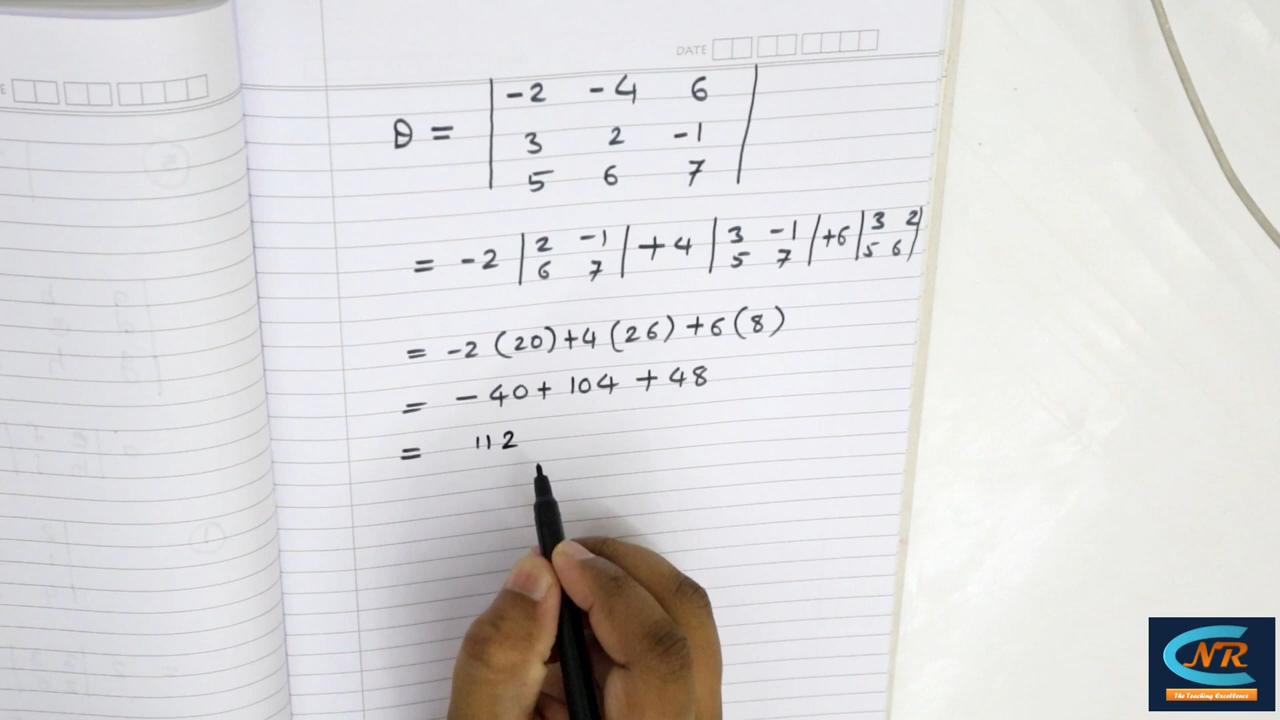 E
DATE
D = | -2 -4 6 |
3 2 -1
5 6 7
= -2 | 2 -1 | +4 | 3 -1 | +6 | 3 2 |
6 7 5 7 5 6
= -2 (20) +4 (26) +6 (8)
= - 40 + 104 + 48
= 112
NR
The Teaching Excellence